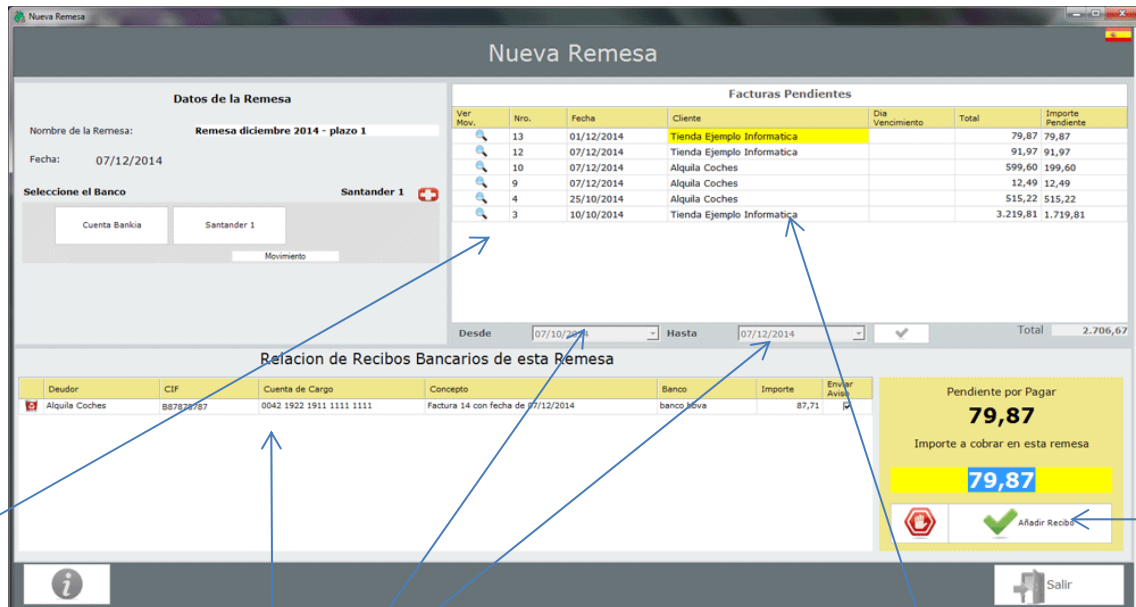 Nueva Remesa
Nueva Remesa
Datos de la Remesa
Nombre de la Remesa: Remesa diciembre 2014 - plazo 1
Fecha: 07/12/2014
Seleccione el Banco Santander 1
Cuenta Bankia Santander 1
Movimiento
Facturas Pendientes
Ver Mov. Nro. Fecha Cliente Dia Vencimiento Total Importe Pendiente
13 01/12/2014 Tienda Ejemplo Informatica 79,87 79,87
12 07/12/2014 Tienda Ejemplo Informatica 91,97 91,97
10 07/12/2014 Alquila Coches 599,60 199,60
9 07/12/2014 Alquila Coches 12,49 12,49
4 25/10/2014 Alquila Coches 515,22 515,22
3 10/10/2014 Tienda Ejemplo Informatica 3.219,81 1.719,81
Desde 07/10/2014 Hasta 07/12/2014 Total 2.706,67
Relacion de Recibos Bancarios de esta Remesa
Deudor CIF Cuenta de Cargo Concepto Banco Importe Enviar Aviso
Alquila Coches B87878787 0042 1922 1911 1111 1111 Factura 14 con fecha de 07/12/2014 banco bbva 87,71
Pendiente por Pagar
79,87
Importe a cobrar en esta remesa
79,87
Añadir Recibo
Salir